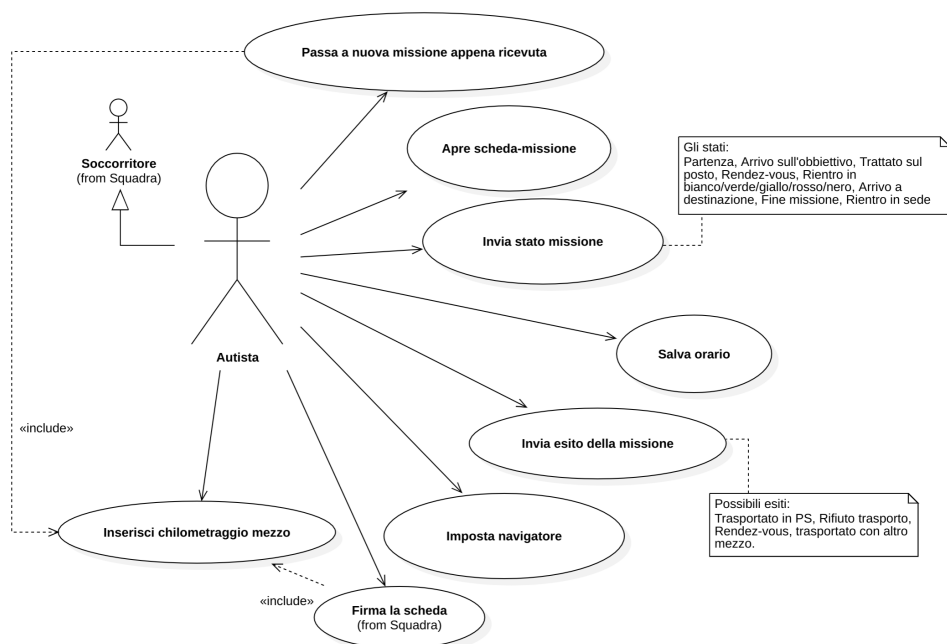 Passa a nuova missione appena ricevuta
Soccorritore
(from Squadra)
Apre scheda-missione
Gli stati:
Partenza, Arrivo sull'obbiettivo, Trattato sul
posto, Rendez-vous, Rientro in
bianco/verde/giallo/rosso/nero, Arrivo a
destinazione, Fine missione, Rientro in sede
Invia stato missione
Autista
Salva orario
«include»
Invia esito della missione
Possibili esiti:
Trasportato in PS, Rifiuto trasporto,
Rendez-vous, trasportato con altro
mezzo.
Inserisci chilometraggio mezzo
Imposta navigatore
«include»
Firma la scheda
(from Squadra)